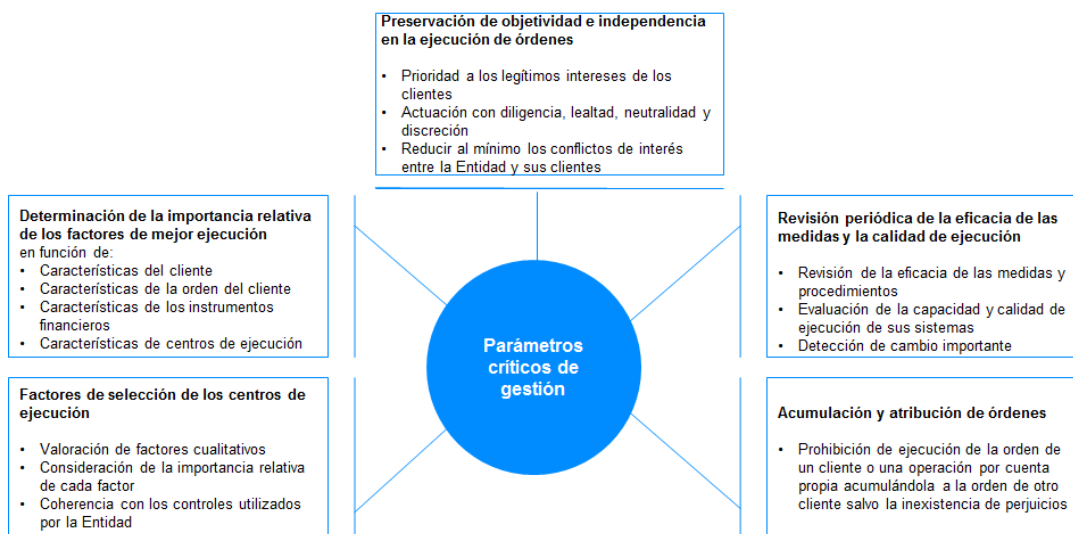 Preservación de objetividad e independencia
en la ejecución de órdenes
• Prioridad a los legítimos intereses de los
clientes
• Actuación con diligencia, lealtad, neutralidad y
discreción
• Reducir al mínimo los conflictos de interés
entre la Entidad y sus clientes
Determinación de la importancia relativa
de los factores de mejor ejecución
en función de:
• Características del cliente
• Características de la orden del cliente
• Características de los instrumentos
financieros
• Características de centros de ejecución
Revisión periódica de la eficacia de las
medidas y la calidad de ejecución
• Revisión de la eficacia de las medidas y
procedimientos
• Evaluación de la capacidad y calidad de
ejecución de sus sistemas
• Detección de cambio importante
Parámetros
críticos de
gestión
Factores de selección de los centros de
ejecución
• Valoración de factores cualitativos
• Consideración de la importancia relativa
de cada factor
• Coherencia con los controles utilizados
por la Entidad
Acumulación y atribución de órdenes
• Prohibición de ejecución de la orden de
un cliente o una operación por cuenta
propia acumulándola a la orden de otro
cliente salvo la inexistencia de perjuicios